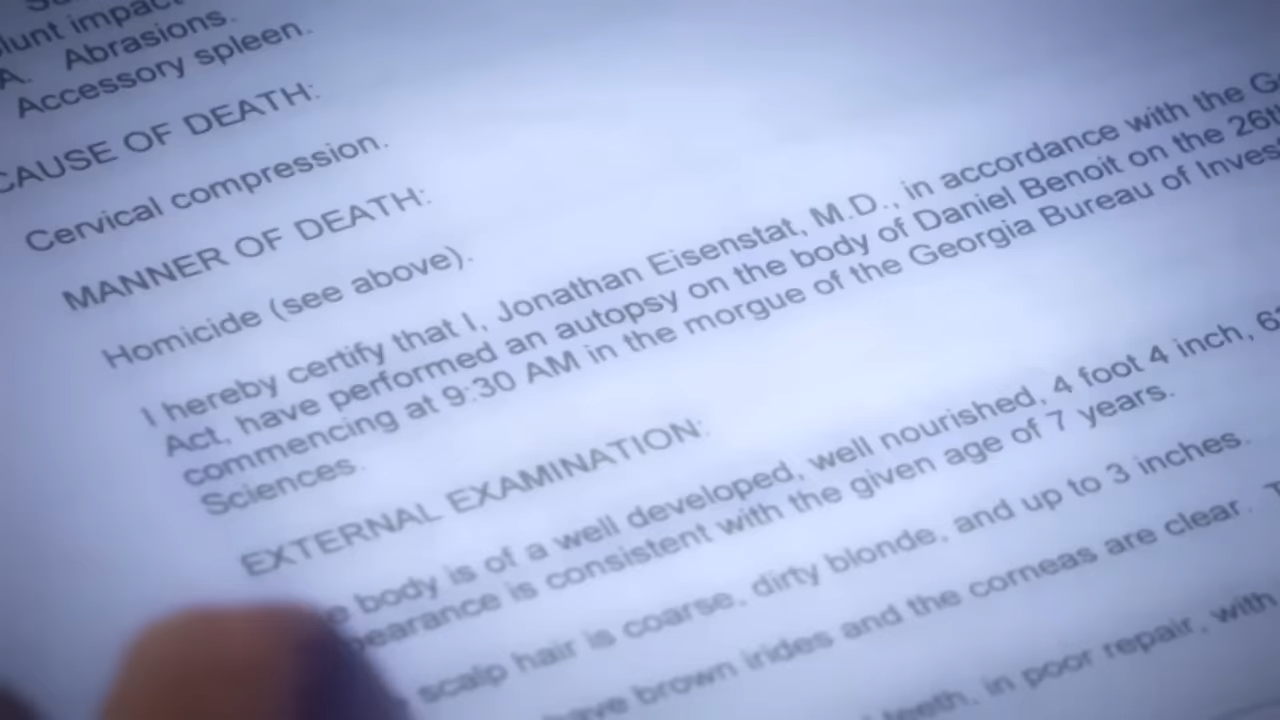 blunt impact
A. Abrasions.
Accessory spleen.
CAUSE OF DEATH:
Cervical compression.
MANNER OF DEATH:
Homicide (see above).
I hereby certify that I, Jonathan Eisenstat, M.D., in accordance with the
Act, have performed an autopsy on the body of Daniel Benoit on the 26th
commencing at 9:30 AM in the morgue of the Georgia Bureau of
Sciences.
EXTERNAL EXAMINATION:
body is of a well developed, well nourished, 4 foot 4 inch,
pearance is consistent with the given age of 7 years.
scalp hair is coarse, dirty blonde, and up to 3 inches.
have brown irides and the corneas are clear.
teeth, in poor repair, with